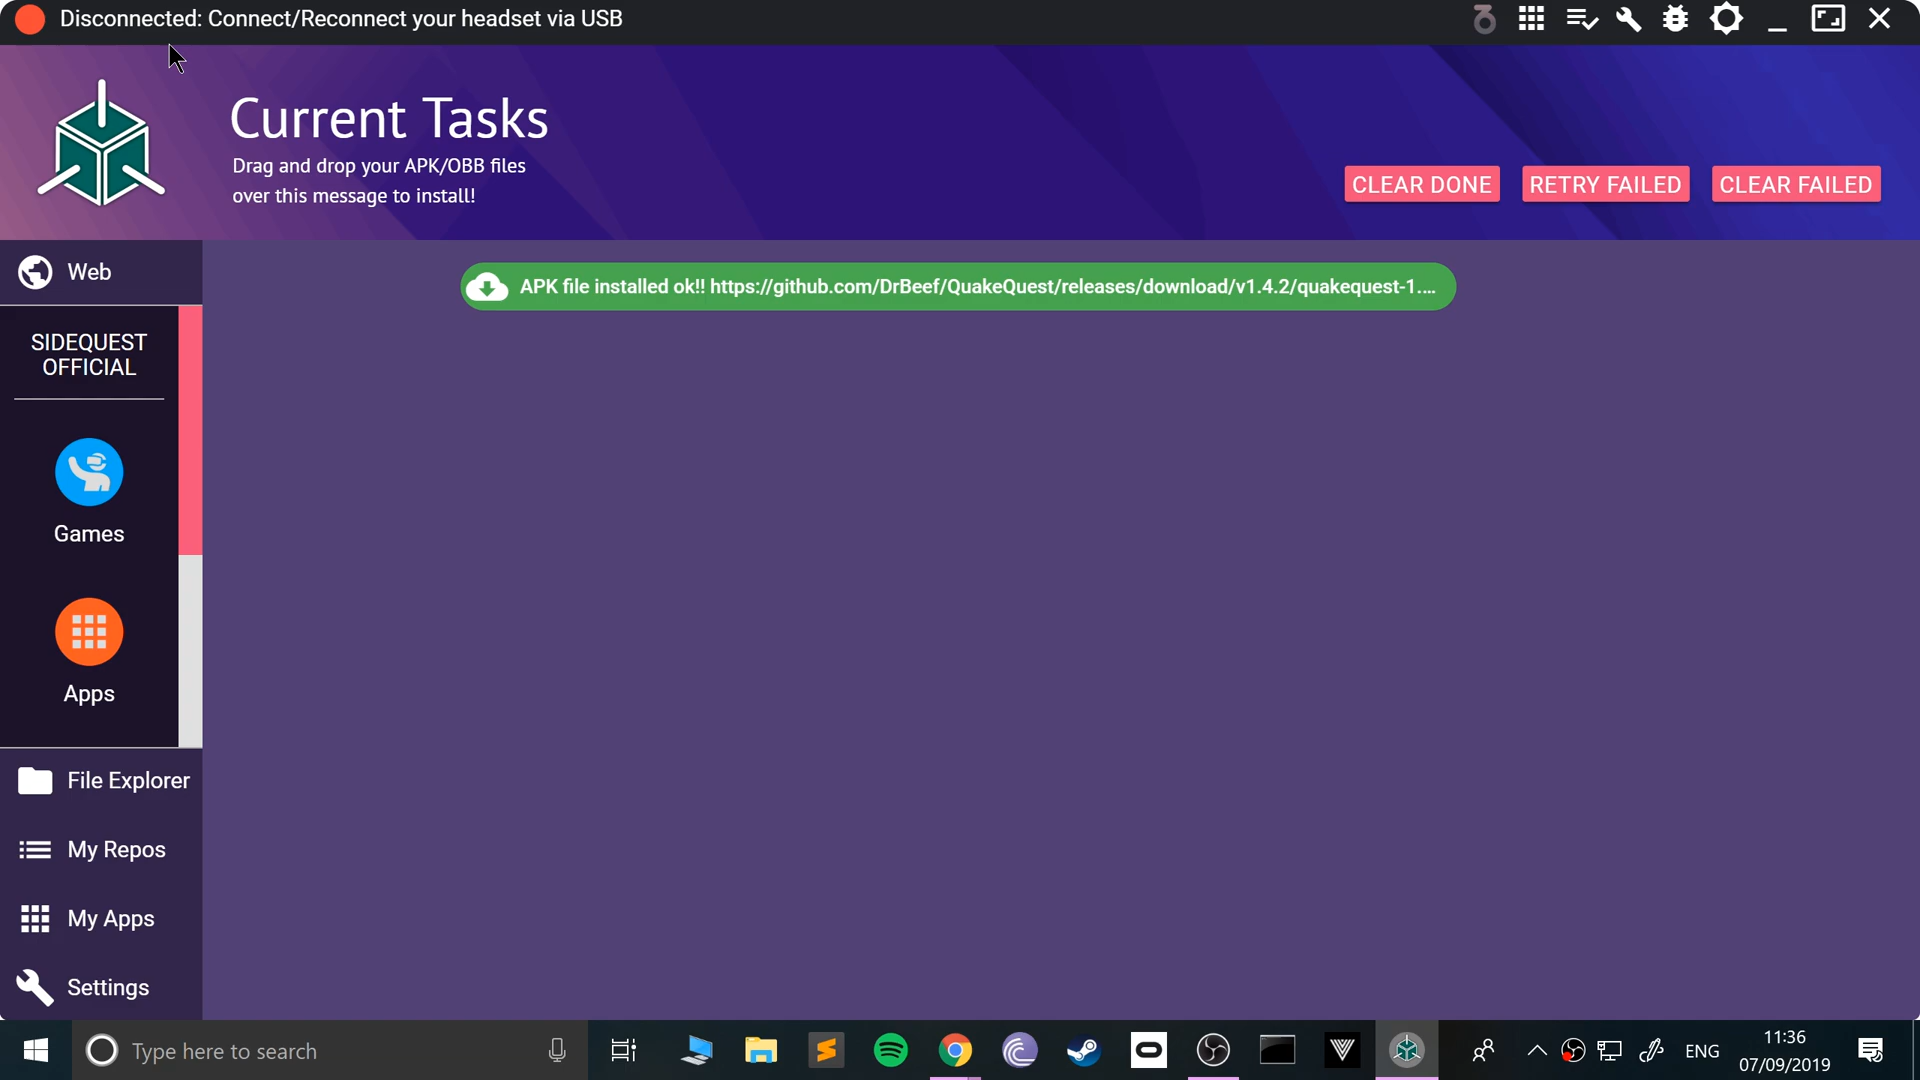 Disconnected: Connect/Reconnect your headset via USB
Current Tasks
Drag and drop your APK/OBB files
over this message to install!
CLEAR DONE
RETRY FAILED
CLEAR FAILED
Web
APK file installed ok!! https://github.com/DrBeef/QuakeQuest/releases/download/v1.4.2/quakequest-1....
SIDEQUEST
OFFICIAL
Games
Apps
File Explorer
My Repos
My Apps
Settings
Type here to search
ENG
11:36
07/09/2019